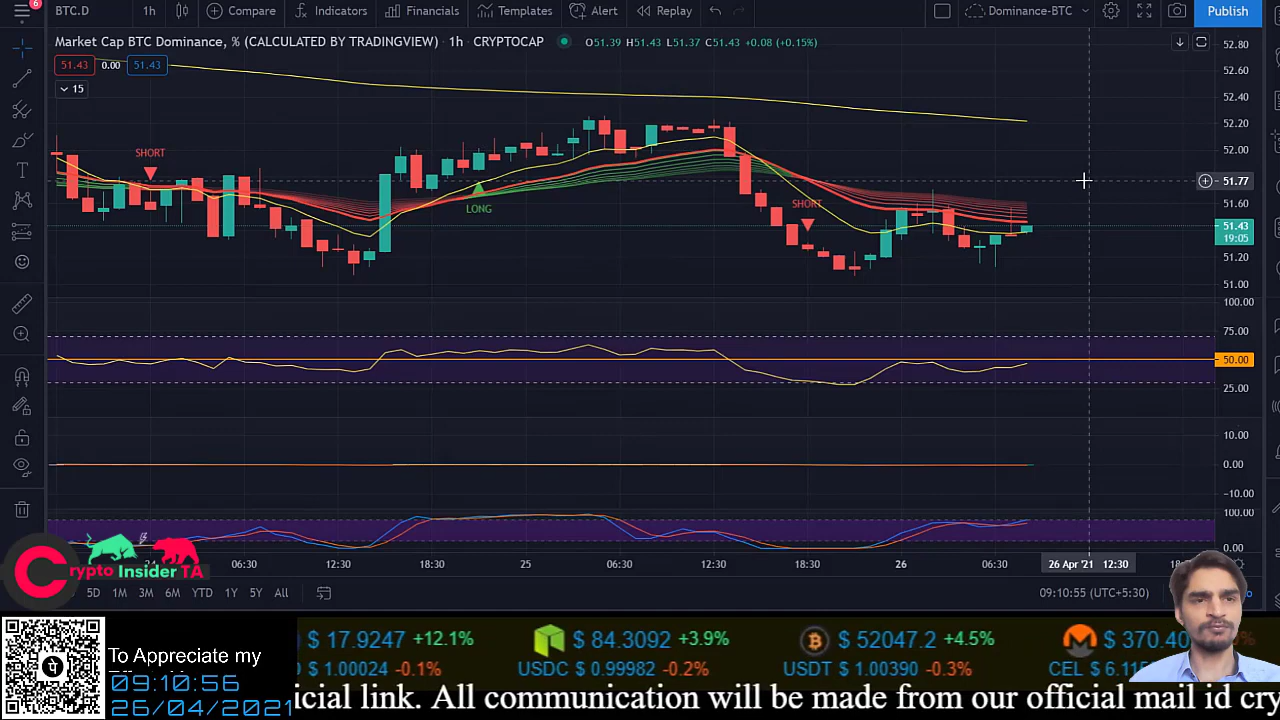 6
BTC.D 1h Compare Indicators Financials Templates Alert Replay Dominance-BTC Publish
Market Cap BTC Dominance, % (CALCULATED BY TRADINGVIEW) · 1h · CRYPTOCAP O51.39 H51.43 L51.37 C51.43 +0.08 (+0.15%)
51.43 0.00 51.43
15
52.80
52.60
52.40
52.20
52.00
51.77
51.60
51.43
19:05
51.20
51.00
SHORT
LONG
SHORT
100.00
75.00
50.00
25.00
10.00
0.00
−10.00
100.00
0.00
06:30 12:30 18:30 25 06:30 12:30 18:30 26 06:30 26 Apr '21 12:30
5D 1M 3M 6M YTD 1Y 5Y All
09:10:55 (UTC+5:30)
Crypto Insider TA
$ 17.9247 +12.1% $ 84.3092 +3.9% $ 52047.2 +4.5%
$ 1.00024 -0.1% USDC $ 0.99982 -0.2% USDT $ 1.00390 -0.3% CEL
To Appreciate my
09:10:56
26/04/2021
icial link. All communication will be made from our official mail id cry